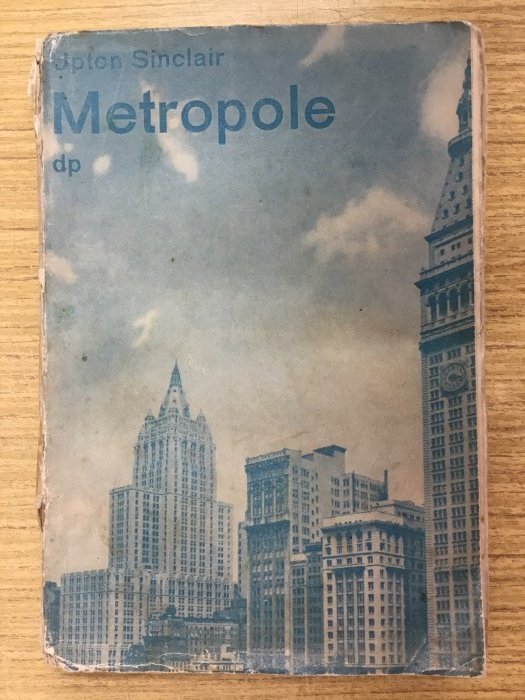 Upton Sinclair
Metropole
dp